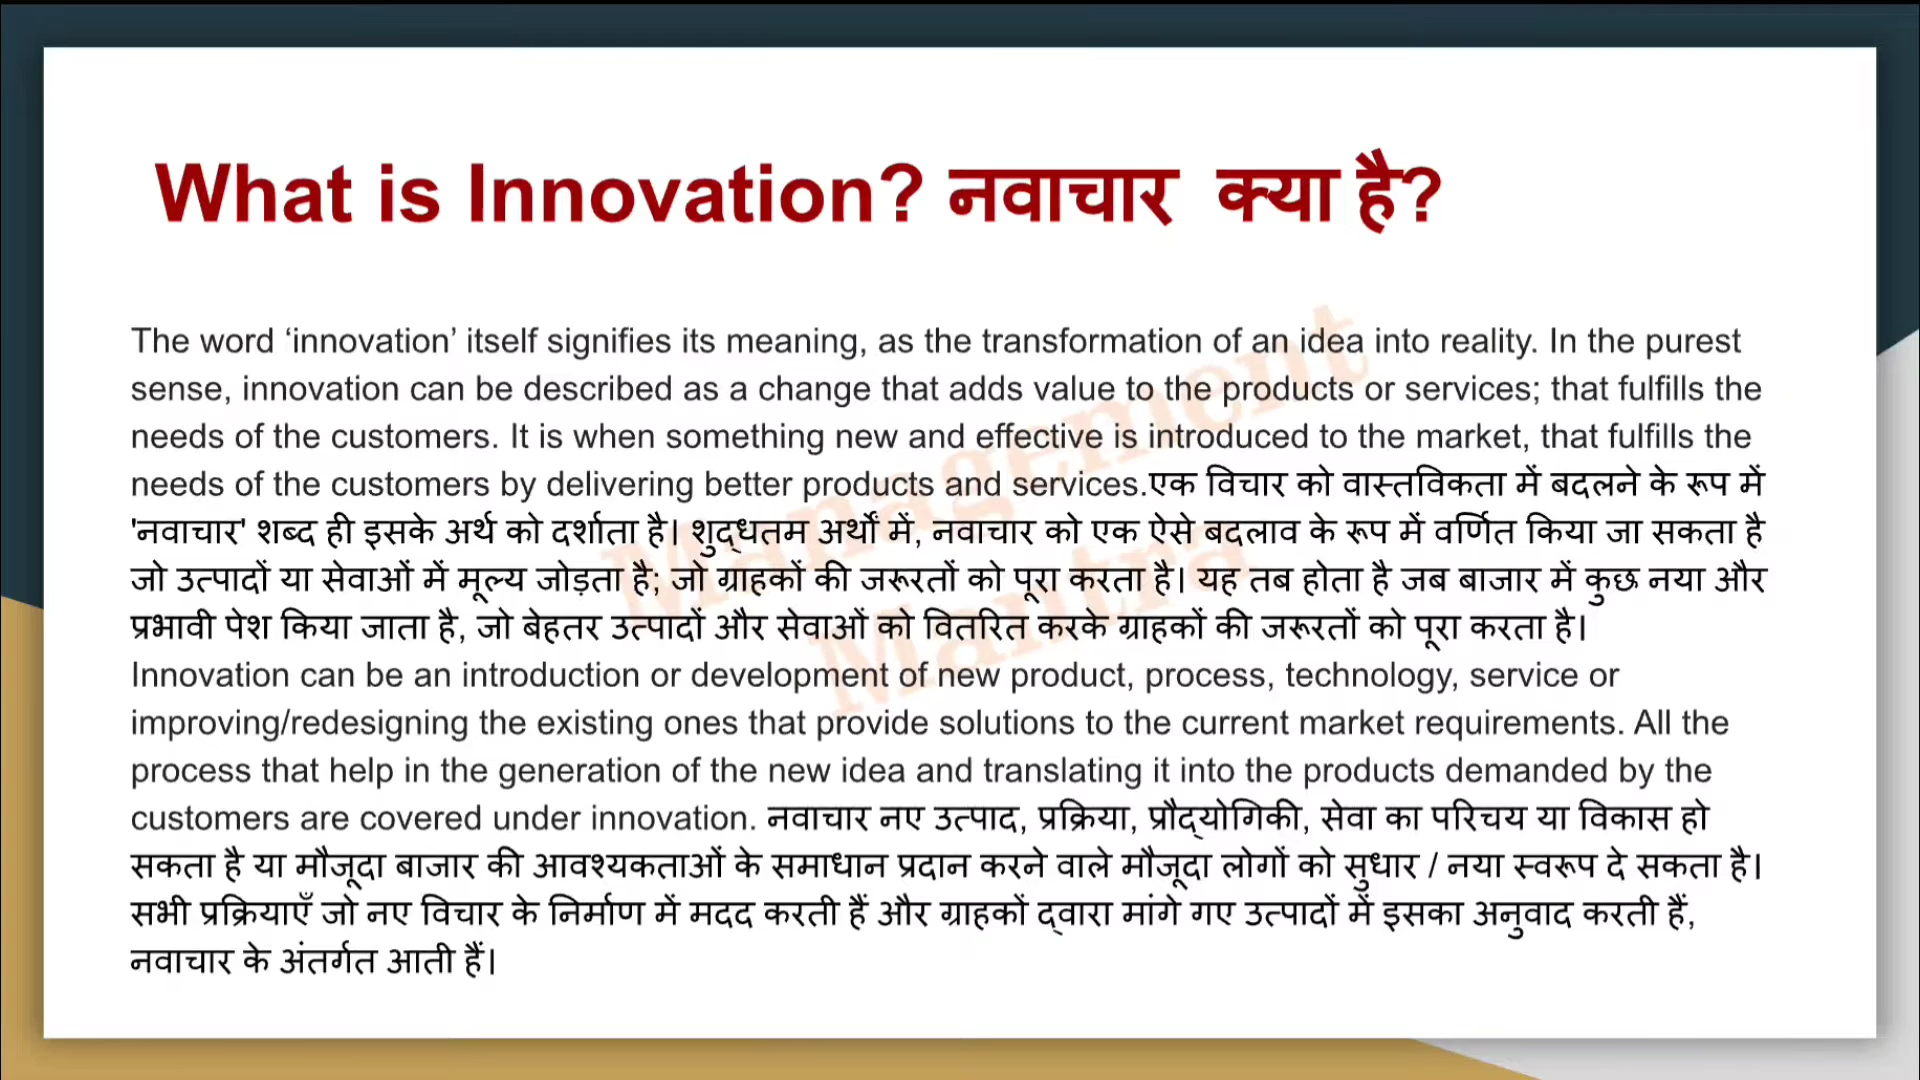 What is Innovation? नवाचार क्या है?
The word ‘innovation’ itself signifies its meaning, as the transformation of an idea into reality. In the purest
sense, innovation can be described as a change that adds value to the products or services; that fulfills the
needs of the customers. It is when something new and effective is introduced to the market, that fulfills the
needs of the customers by delivering better products and services.एक विचार को वास्तविकता में बदलने के रूप में
'नवाचार' शब्द ही इसके अर्थ को दर्शाता है। शुद्धतम अर्थों में, नवाचार को एक ऐसे बदलाव के रूप में वर्णित किया जा सकता है
जो उत्पादों या सेवाओं में मूल्य जोड़ता है; जो ग्राहकों की जरूरतों को पूरा करता है। यह तब होता है जब बाजार में कुछ नया और
प्रभावी पेश किया जाता है, जो बेहतर उत्पादों और सेवाओं को वितरित करके ग्राहकों की जरूरतों को पूरा करता है।
Innovation can be an introduction or development of new product, process, technology, service or
improving/redesigning the existing ones that provide solutions to the current market requirements. All the
process that help in the generation of the new idea and translating it into the products demanded by the
customers are covered under innovation. नवाचार नए उत्पाद, प्रक्रिया, प्रौद्योगिकी, सेवा का परिचय या विकास हो
सकता है या मौजूदा बाजार की आवश्यकताओं के समाधान प्रदान करने वाले मौजूदा लोगों को सुधार / नया स्वरूप दे सकता है।
सभी प्रक्रियाएँ जो नए विचार के निर्माण में मदद करती हैं और ग्राहकों द्वारा मांगे गए उत्पादों में इसका अनुवाद करती हैं,
नवाचार के अंतर्गत आती हैं।
Management
Mantra